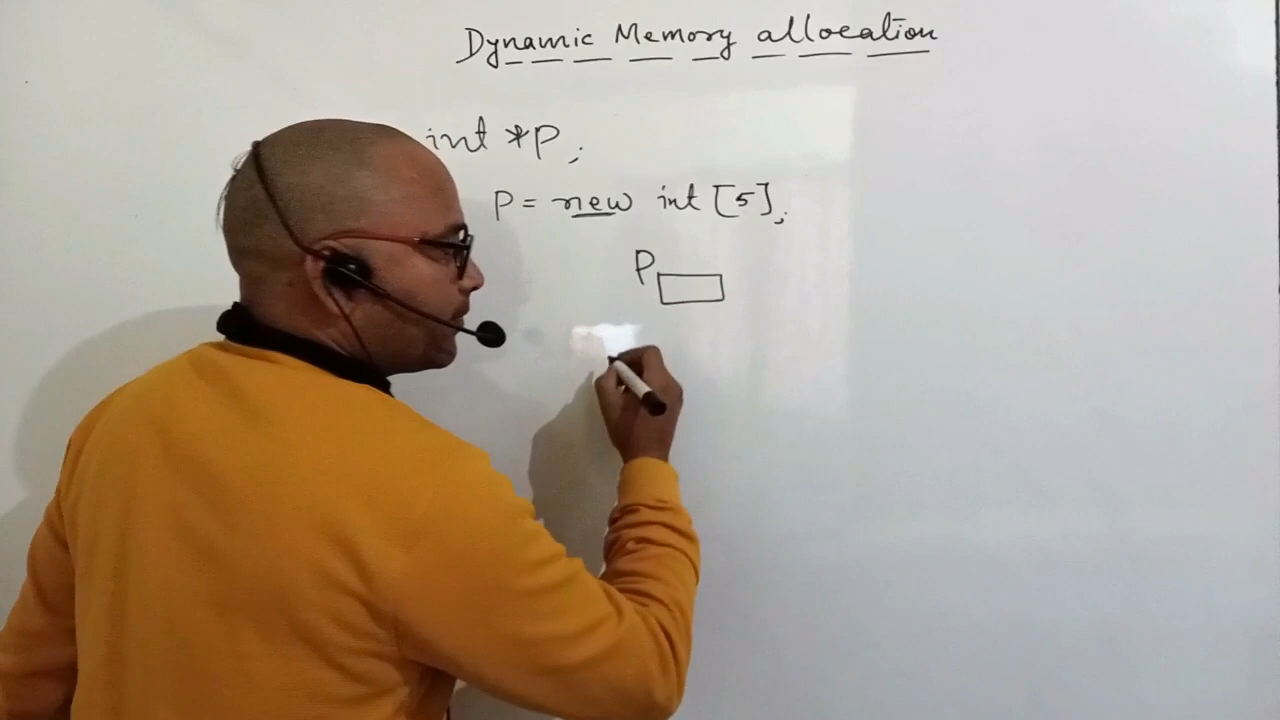 Dynamic Memory allocation
int *P;
P = new int [5];
P